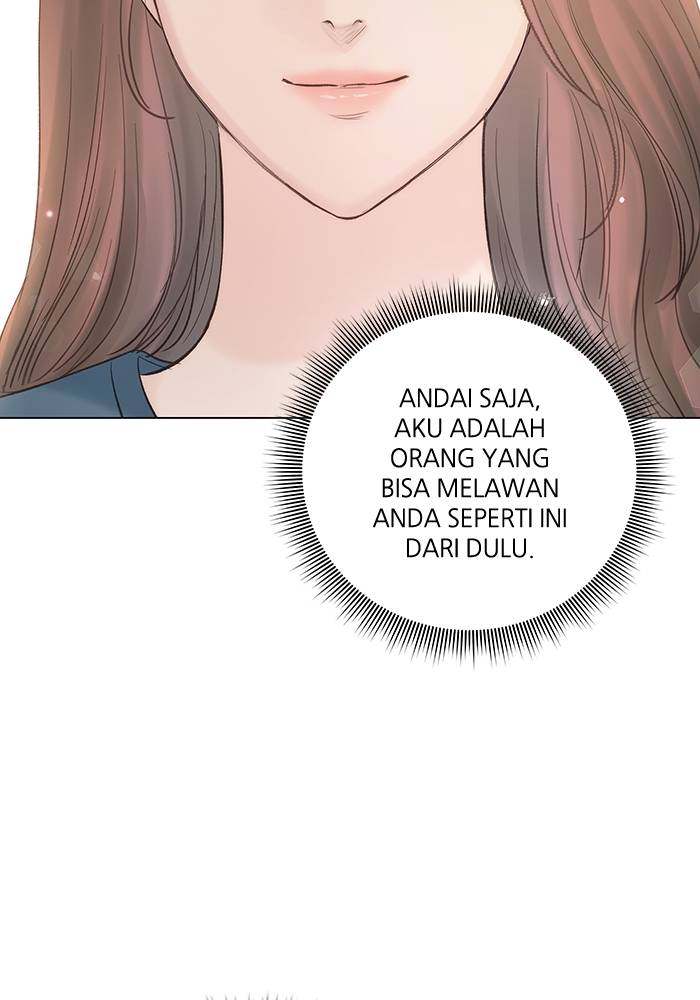 ANDAI SAJA,
AKU ADALAH
ORANG YANG
BISA MELAWAN
ANDA SEPERTI INI
DARI DULU.